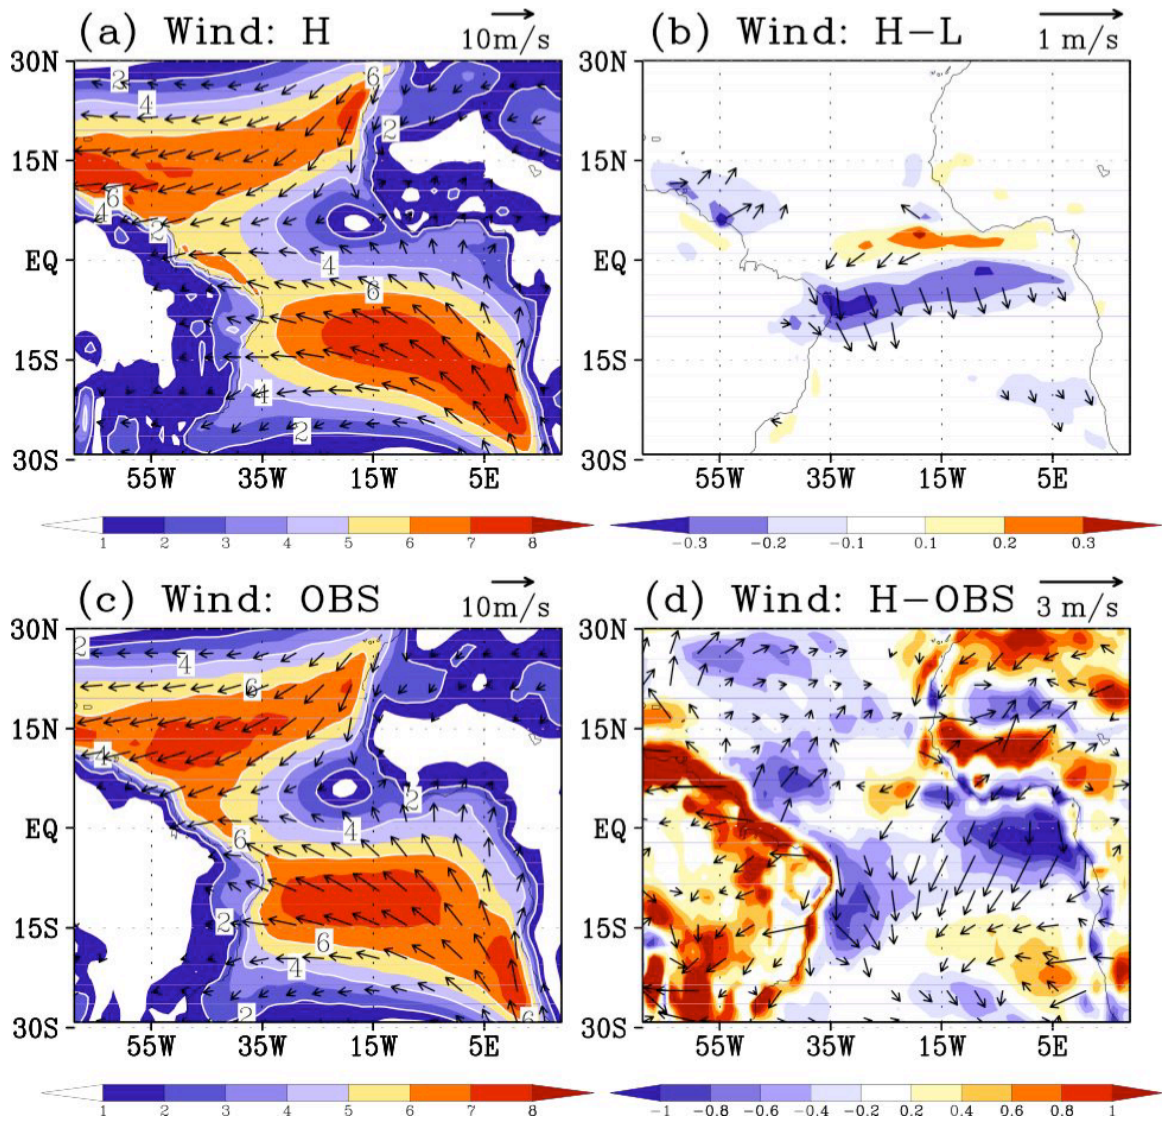 (a) Wind: H
10m/s
(b) Wind: H-L
1 m/s
30N
15N
EQ
15S
30S
2
4
6
6
2
6
4
2
4
6
4
2
55W 35W 15W 5E
30N
15N
EQ
15S
30S
55W 35W 15W 5E
1 2 3 4 5 6 7 8
-0.3 -0.2 -0.1 0.1 0.2 0.3
(c) Wind: OBS
10m/s
(d) Wind: H-OBS
3 m/s
30N
15N
EQ
15S
30S
2
4
6
4
2
4
6
2
6
4
2
6
55W 35W 15W 5E
30N
15N
EQ
15S
30S
55W 35W 15W 5E
1 2 3 4 5 6 7 8
-1 -0.8 -0.6 -0.4 -0.2 0.2 0.4 0.6 0.8 1